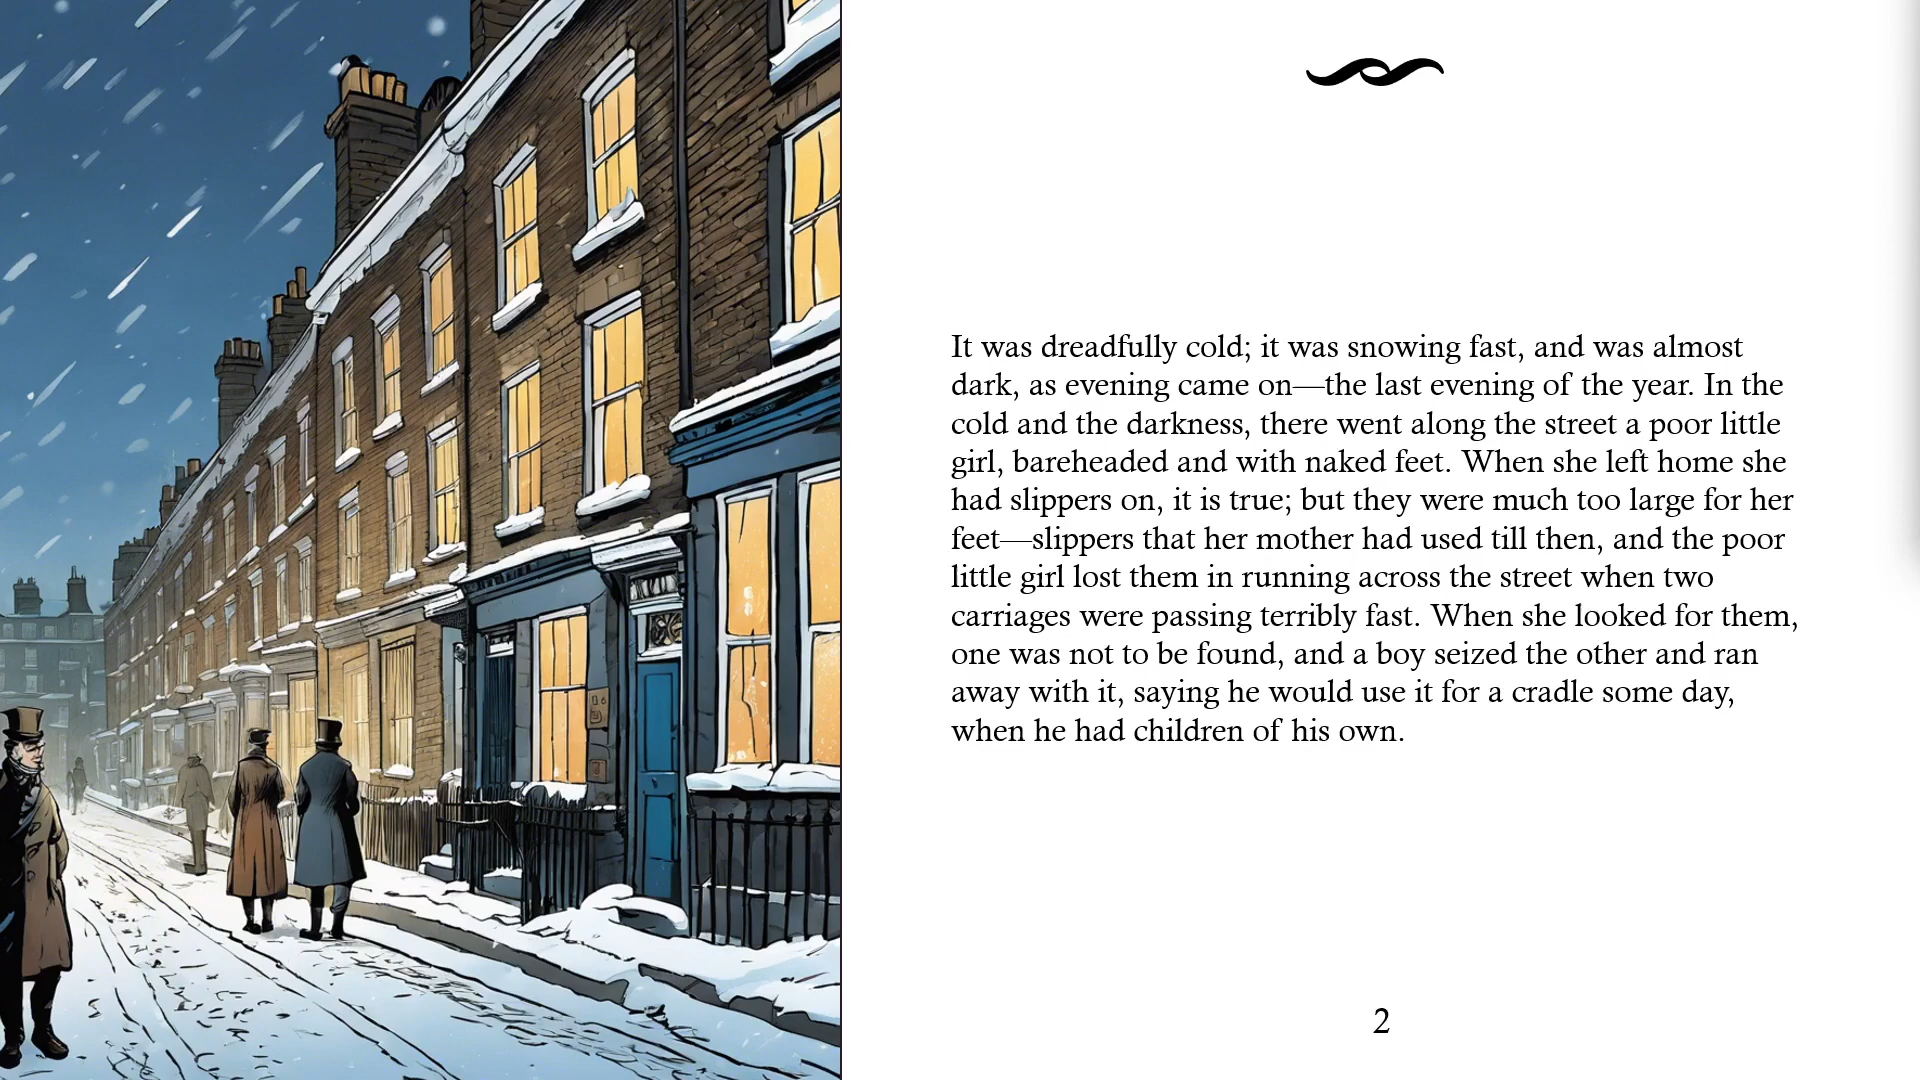 It was dreadfully cold; it was snowing fast, and was almost
dark, as evening came on—the last evening of the year. In the
cold and the darkness, there went along the street a poor little
girl, bareheaded and with naked feet. When she left home she
had slippers on, it is true; but they were much too large for her
feet—slippers that her mother had used till then, and the poor
little girl lost them in running across the street when two
carriages were passing terribly fast. When she looked for them,
one was not to be found, and a boy seized the other and ran
away with it, saying he would use it for a cradle some day,
when he had children of his own.
2